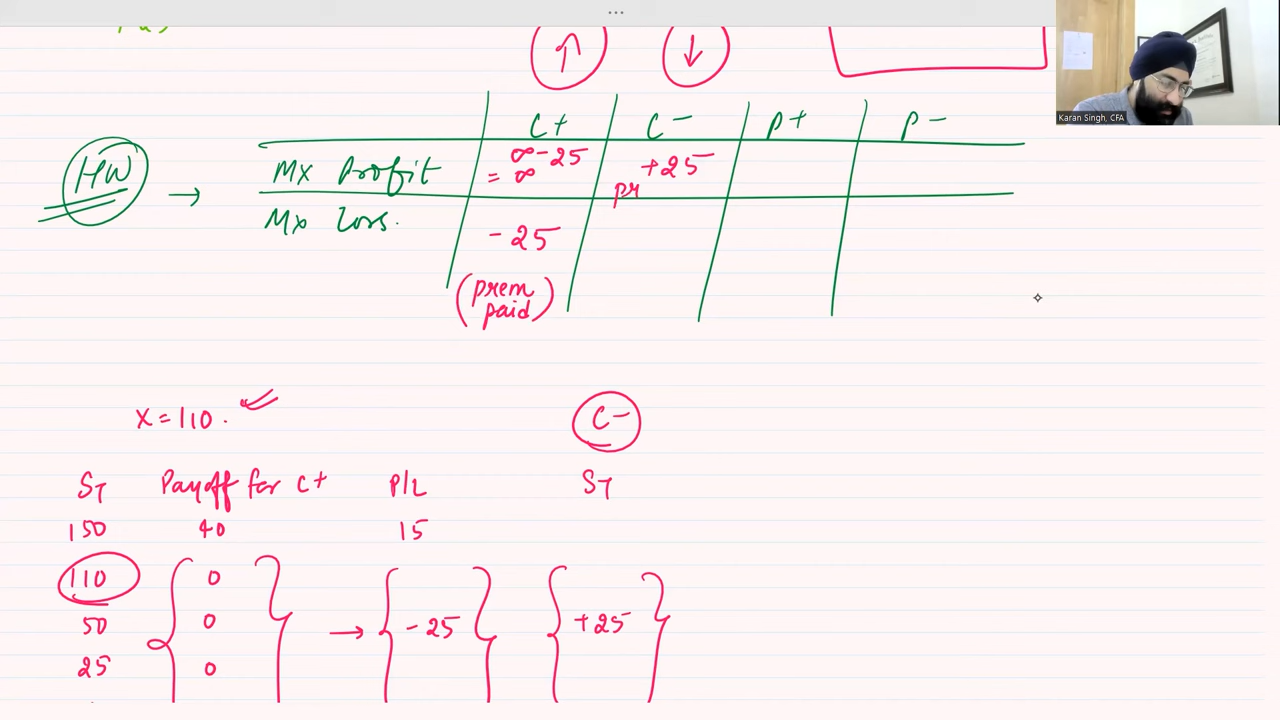 C+ C- P+ P-
HW → Mx Profit ∞-25 +25
= ∞ pr
Mx Loss. -25
(prem
paid)
X=110.
C-
ST Payoff for C+ P/L ST
150 40 15
110 0
50 0 → -25 +25
25 0
Karan Singh, CFA